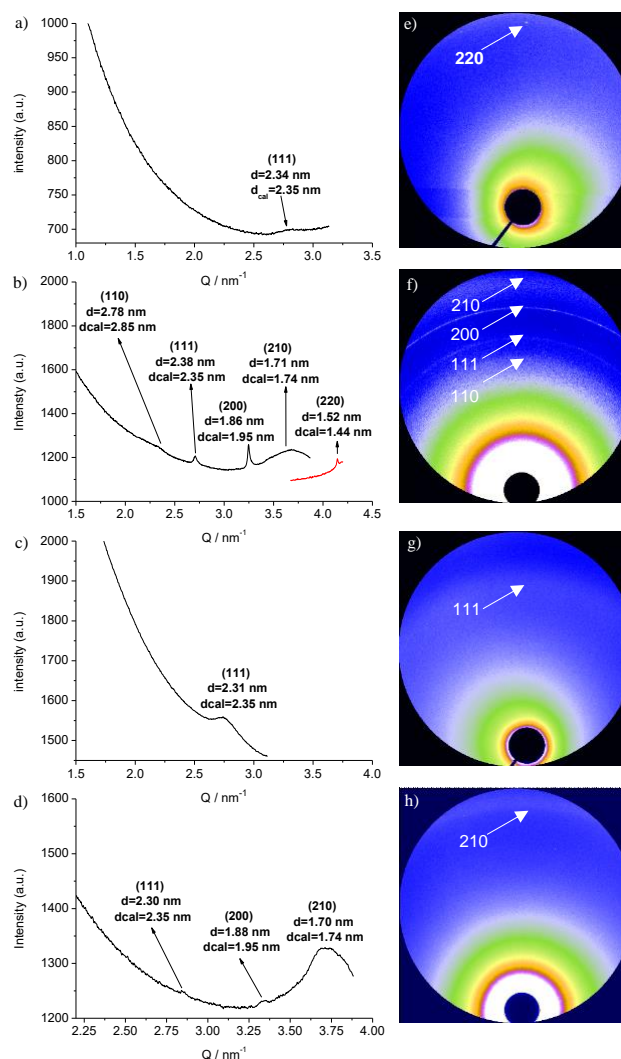 a)
1000
950
900
850
800
750
700
intensity (a.u.)
(111)
d=2.34 nm
dcal=2.35 nm
1.0 1.5 2.0 2.5 3.0 3.5
Q / nm-1
e)
220
b)
2000
1800
1600
1400
1200
1000
Intensty (a.u.)
(110)
d=2.78 nm
dcal=2.85 nm
(111)
d=2.38 nm
dcal=2.35 nm
(200)
d=1.86 nm
dcal=1.95 nm
(210)
d=1.71 nm
dcal=1.74 nm
(220)
d=1.52 nm
dcal=1.44 nm
1.5 2.0 2.5 3.0 3.5 4.0 4.5
Q / nm-1
f)
210
200
111
110
c)
2000
1900
1800
1700
1600
1500
intensity (a.u.)
(111)
d=2.31 nm
dcal=2.35 nm
1.5 2.0 2.5 3.0 3.5 4.0
Q / nm-1
g)
111
d)
1600
1500
1400
1300
1200
Intensity (a.u.)
(111)
d=2.30 nm
dcal=2.35 nm
(200)
d=1.88 nm
dcal=1.95 nm
(210)
d=1.70 nm
dcal=1.74 nm
2.25 2.50 2.75 3.00 3.25 3.50 3.75 4.00
Q / nm-1
h)
210